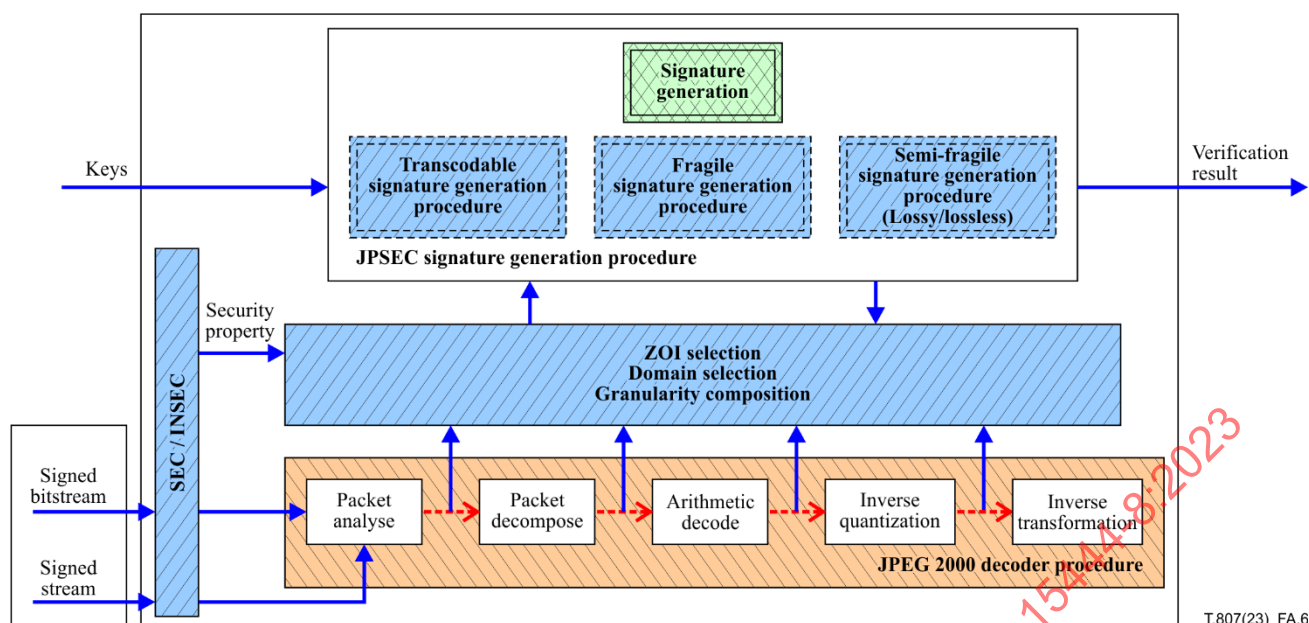 Signature
generation
Keys
Transcodable
signature generation
procedure
Fragile
signature generation
procedure
Semi-fragile
signature generation
procedure
(Lossy/lossless)
Verification
result
JPSEC signature generation procedure
SEC / INSEC
Security
property
ZOI selection
Domain selection
Granularity composition
Signed
bitstream
Signed
stream
Packet
analyse
Packet
decompose
Arithmetic
decode
Inverse
quantization
Inverse
transformation
JPEG 2000 decoder procedure
15444-8:2023
T.807(23)_FA.6